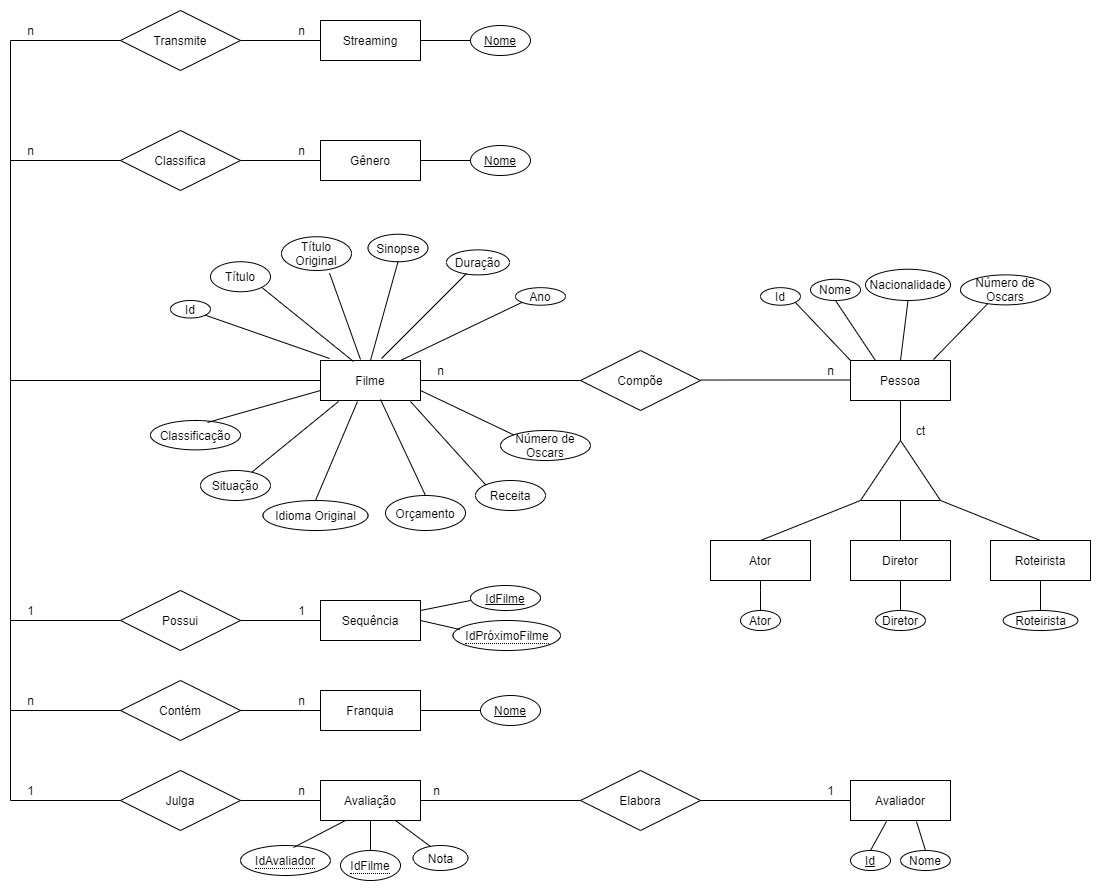 n
Transmite
n
Streaming
Nome
n
Classifica
n
Gênero
Nome
Id
Título
Título
Original
Sinopse
Duração
Ano
Filme
Classificação
Situação
Idioma Original
Orçamento
Receita
Número de
Oscars
n
Compõe
n
Id
Nome
Nacionalidade
Número de
Oscars
Pessoa
ct
Ator
Diretor
Roteirista
Ator
Diretor
Roteirista
1
Possui
1
Sequência
IdFilme
IdPróximoFilme
n
Contém
n
Franquia
Nome
1
Julga
n
Avaliação
n
Elabora
1
Avaliador
IdAvaliador
IdFilme
Nota
Id
Nome